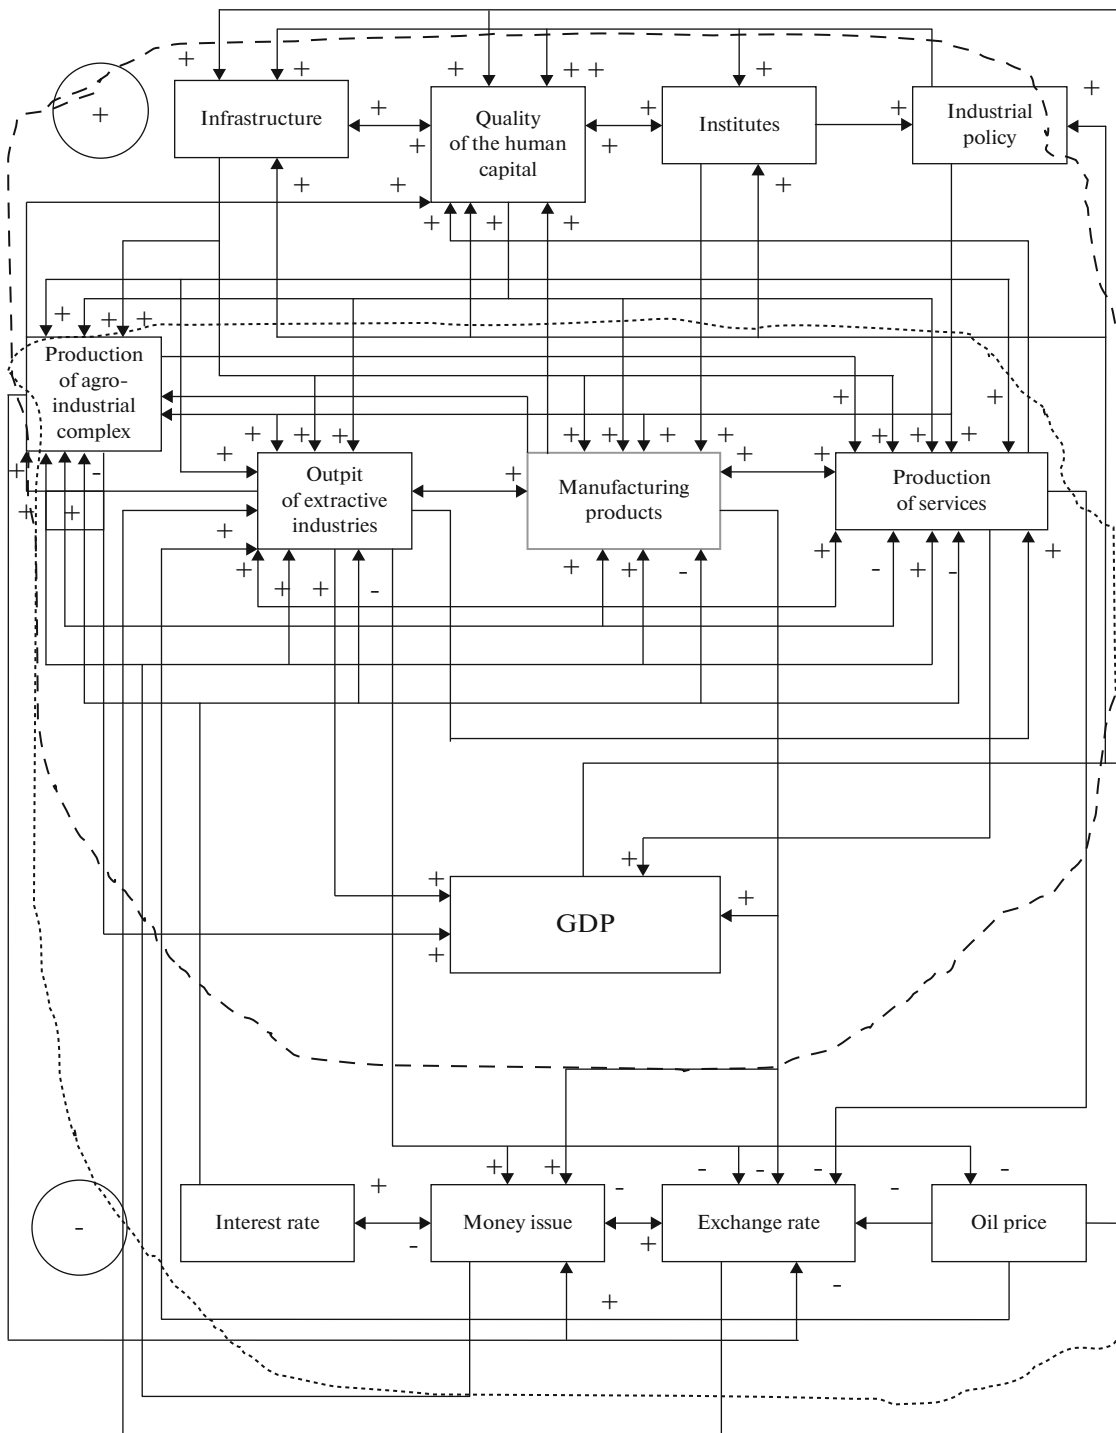 Infrastructure
Quality
of the human
capital
Institutes
Industrial
policy
Production
of agro-
industrial
complex
Outpit
of extractive
industries
Manufacturing
products
Production
of services
GDP
Interest rate
Money issue
Exchange rate
Oil price